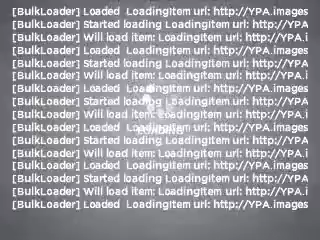 [BulkLoader] Loaded  LoadingItem url: http://YPA.images
[BulkLoader] Started loading LoadingItem url: http://YPA
[BulkLoader] Will load item: LoadingItem url: http://YPA.i
[BulkLoader] Loaded  LoadingItem url: http://YPA.images
[BulkLoader] Started loading LoadingItem url: http://YPA
[BulkLoader] Will load item: LoadingItem url: http://YPA.i
[BulkLoader] Loaded  LoadingItem url: http://YPA.images
[BulkLoader] Started loading LoadingItem url: http://YPA
[BulkLoader] Will load item: LoadingItem url: http://YPA.i
[BulkLoader] Loaded  LoadingItem url: http://YPA.images
[BulkLoader] Started loading LoadingItem url: http://YPA
[BulkLoader] Will load item: LoadingItem url: http://YPA.i
[BulkLoader] Loaded  LoadingItem url: http://YPA.images
[BulkLoader] Started loading LoadingItem url: http://YPA
[BulkLoader] Will load item: LoadingItem url: http://YPA.i
[BulkLoader] Loaded  LoadingItem url: http://YPA.images